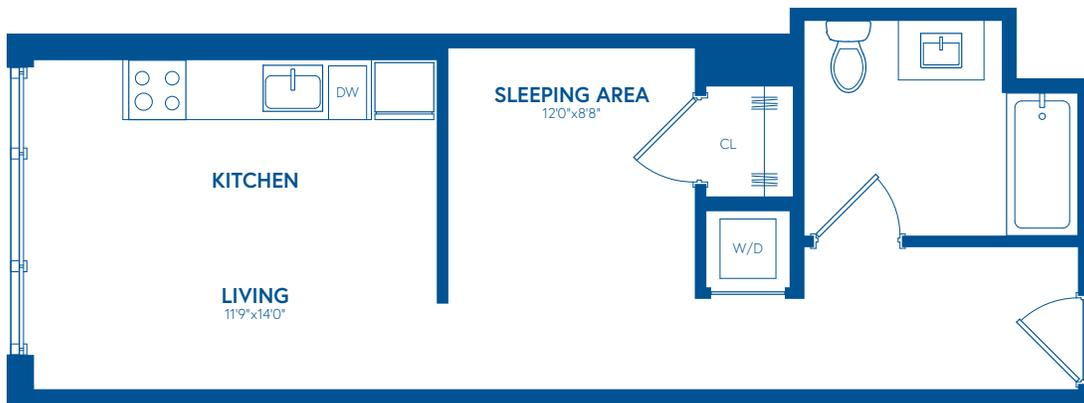 DW
SLEEPING AREA
12'0"x8'8"
CL
KITCHEN
W/D
LIVING
11'9"x14'0"